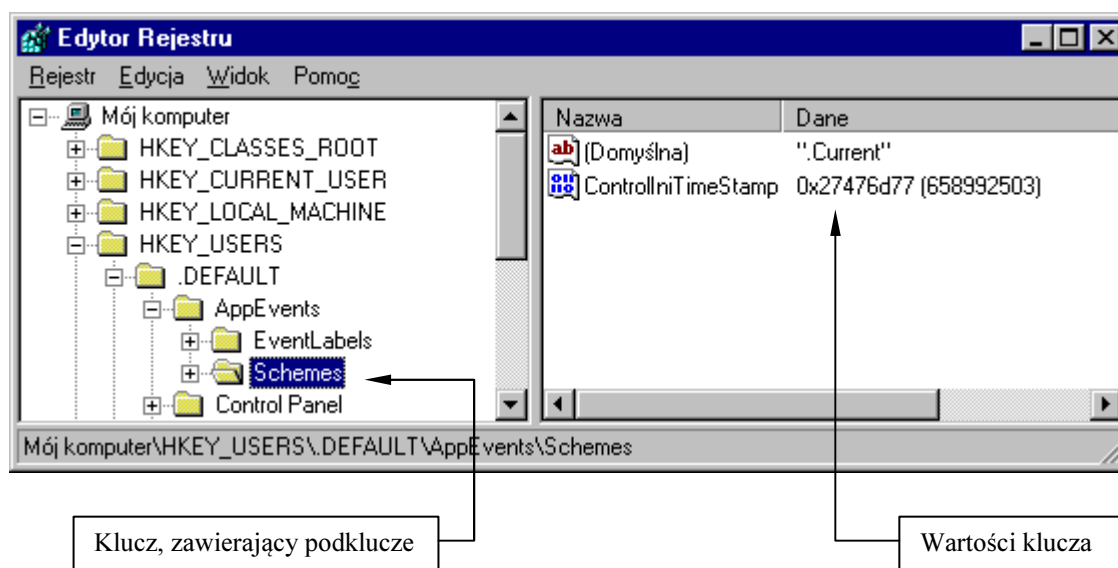 Edytor Rejestru
Rejestr Edycja Widok Pomoc
Mój komputer
HKEY_CLASSES_ROOT
HKEY_CURRENT_USER
HKEY_LOCAL_MACHINE
HKEY_USERS
.DEFAULT
AppEvents
EventLabels
Schemes
Control Panel
Nazwa Dane
(Domyślna) ".Current"
ControlIniTimeStamp 0x27476d77 (658992503)
Mój komputer\HKEY_USERS\.DEFAULT\AppEvents\Schemes
Klucz, zawierający podklucze
Wartości klucza